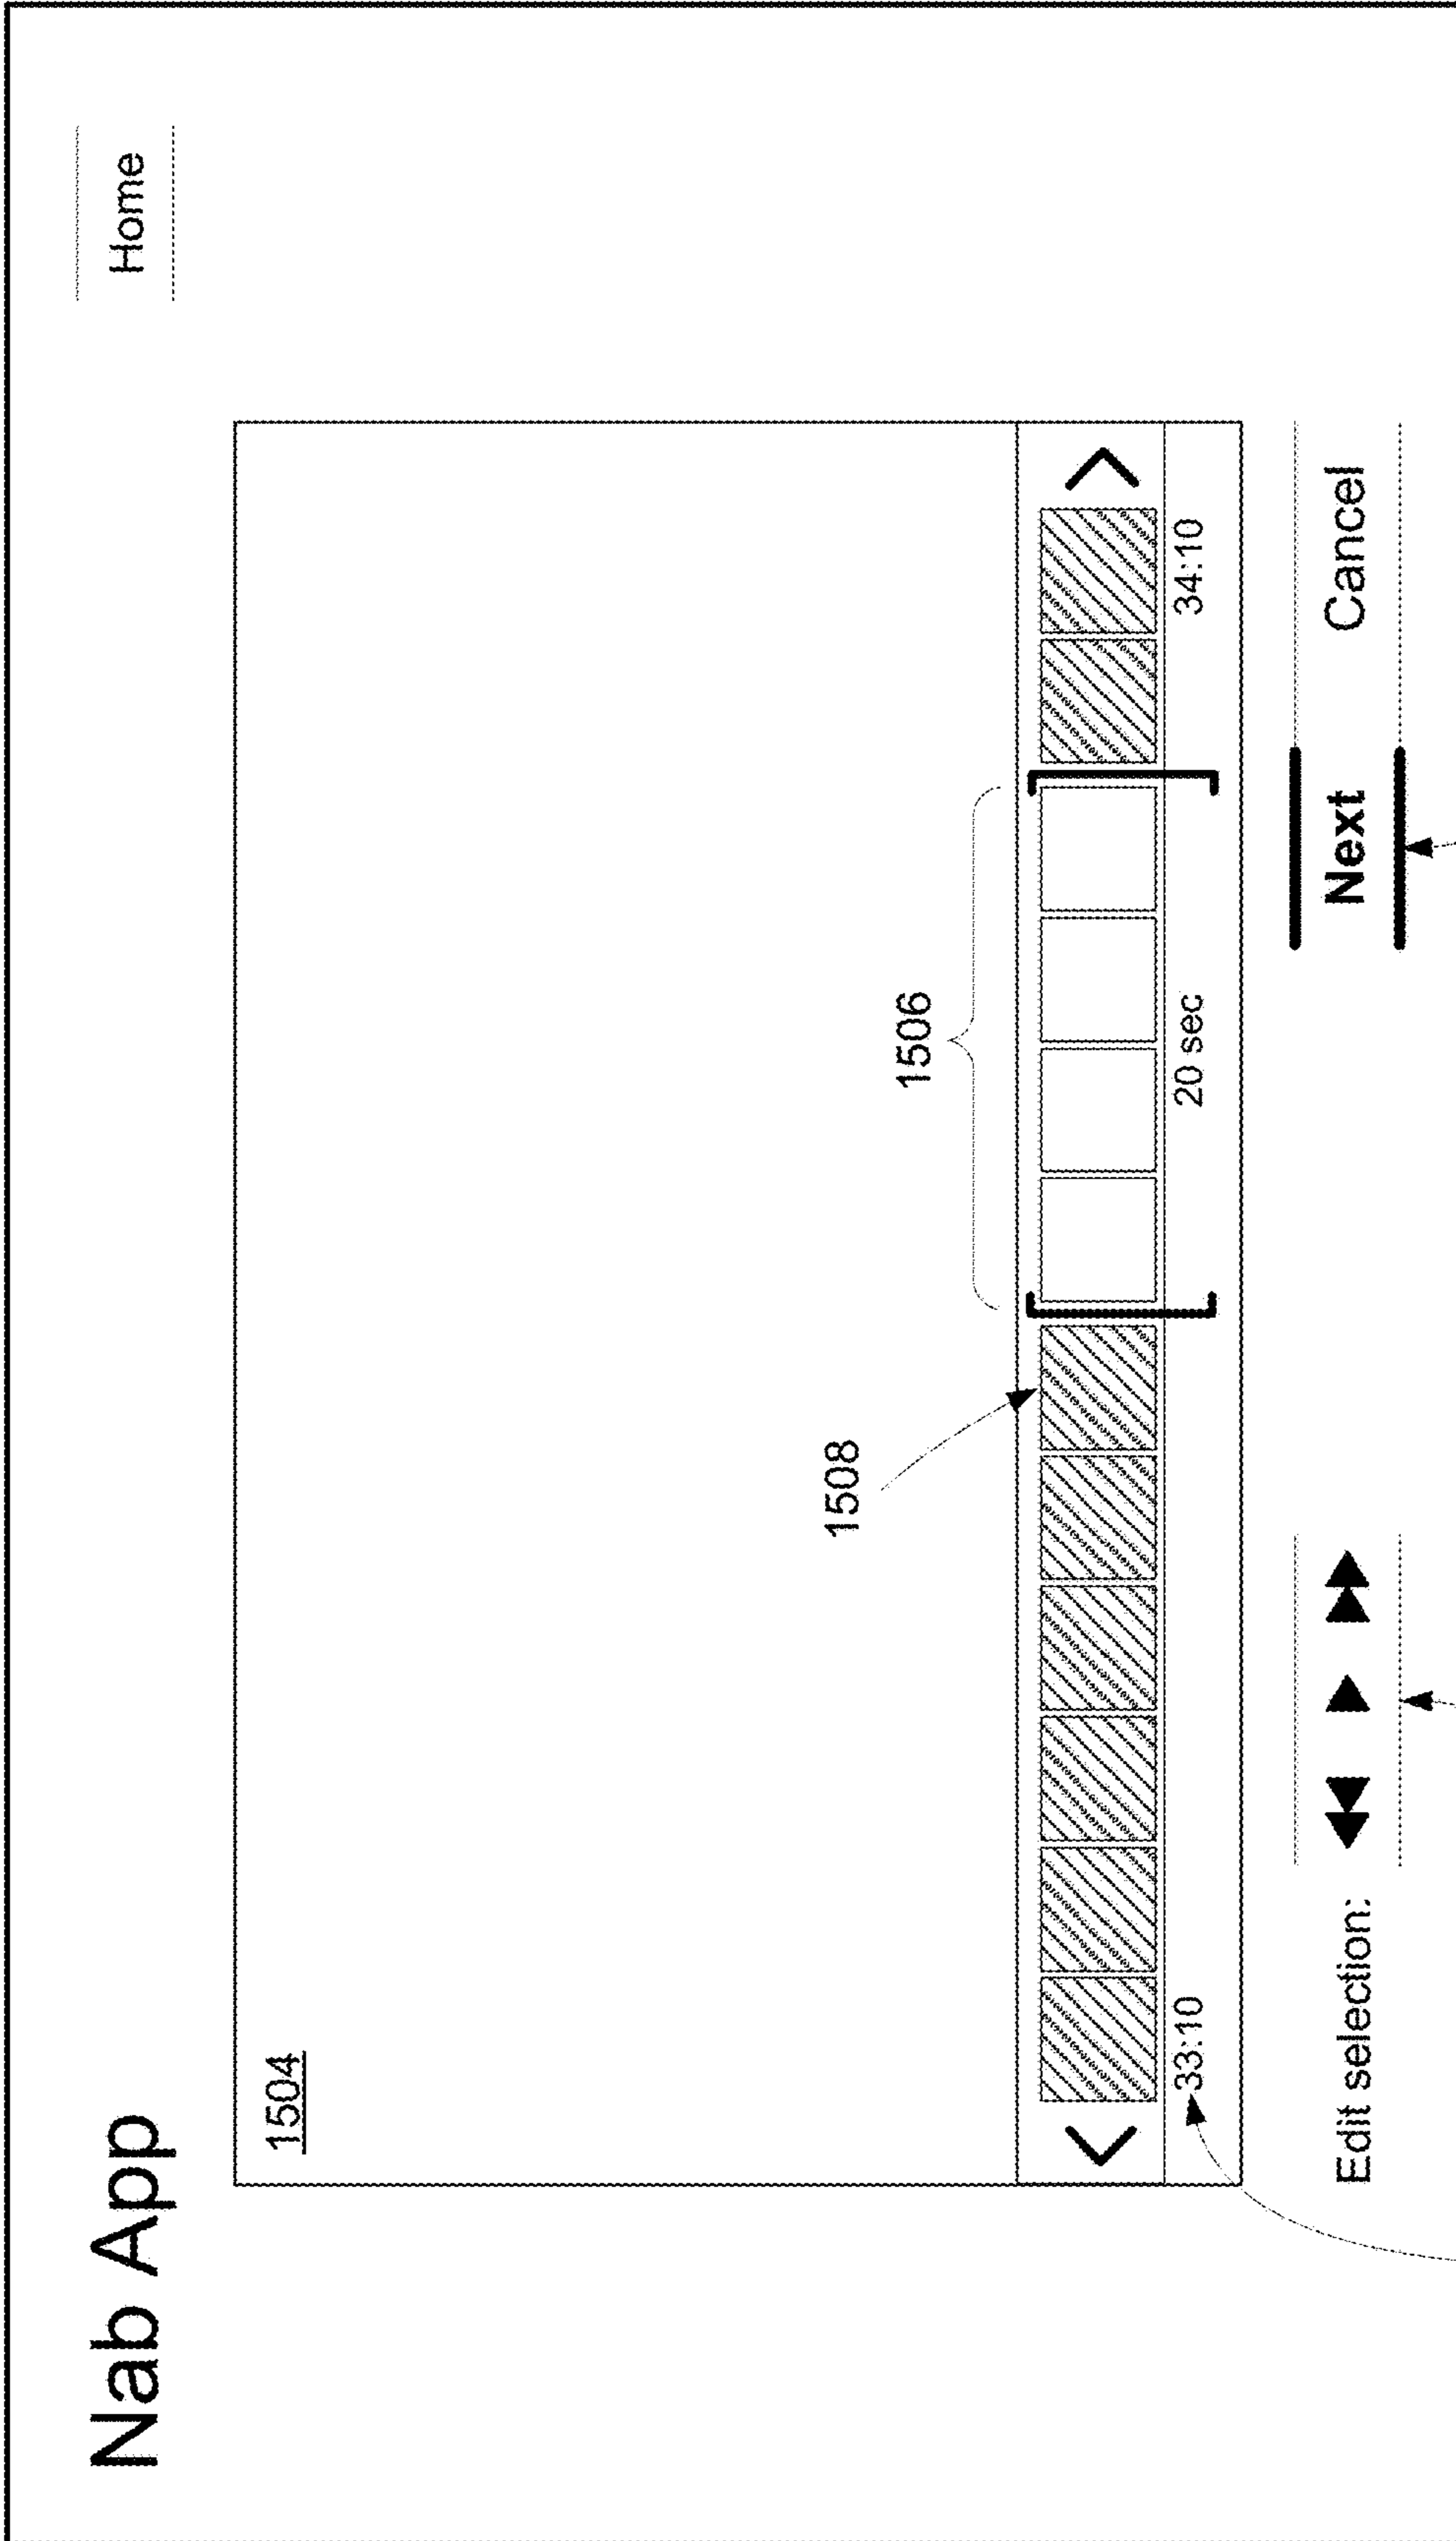 Nab App
Home
1504
1506
1508
33:10
20 sec
34:10
Edit selection:
Next
Cancel